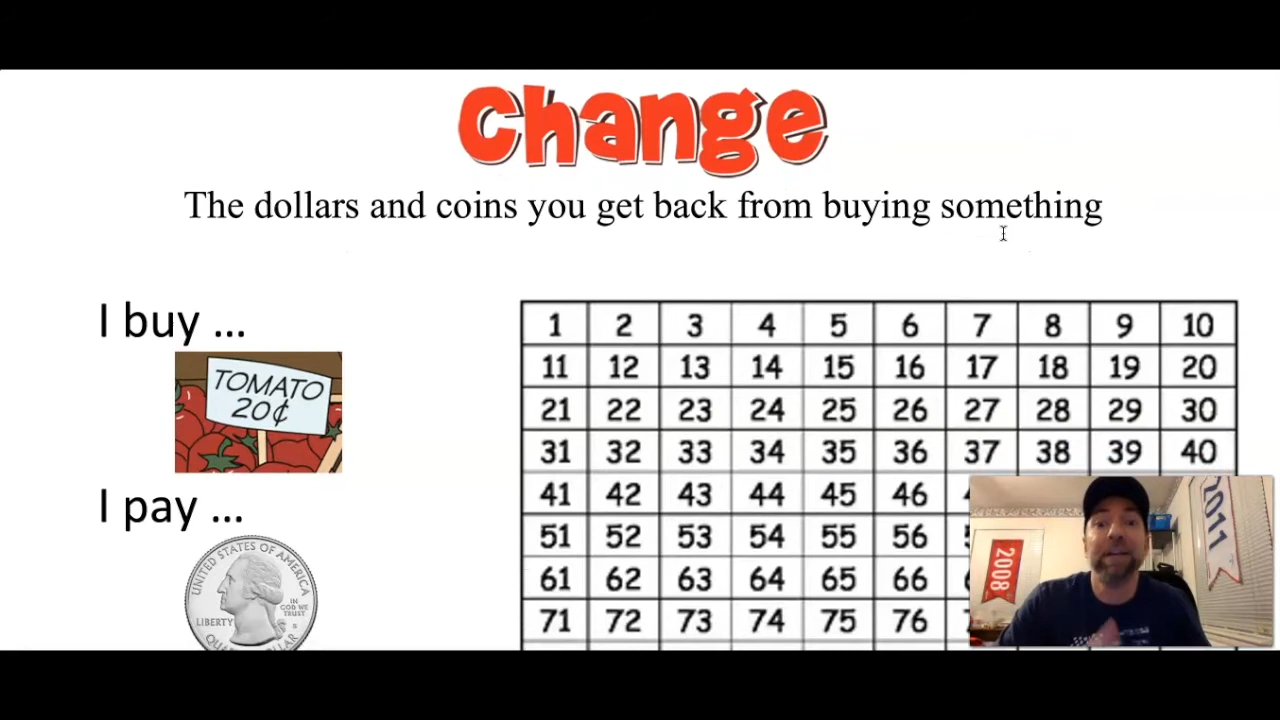 Change
The dollars and coins you get back from buying something
I buy ...
TOMATO
20¢
I pay ...
UNITED STATES OF AMERICA
LIBERTY
IN
GOD WE
TRUST
S
1 2 3 4 5 6 7 8 9 10
11 12 13 14 15 16 17 18 19 20
21 22 23 24 25 26 27 28 29 30
31 32 33 34 35 36 37 38 39 40
41 42 43 44 45 46
51 52 53 54 55 56
61 62 63 64 65 66
71 72 73 74 75 76
2008
2011